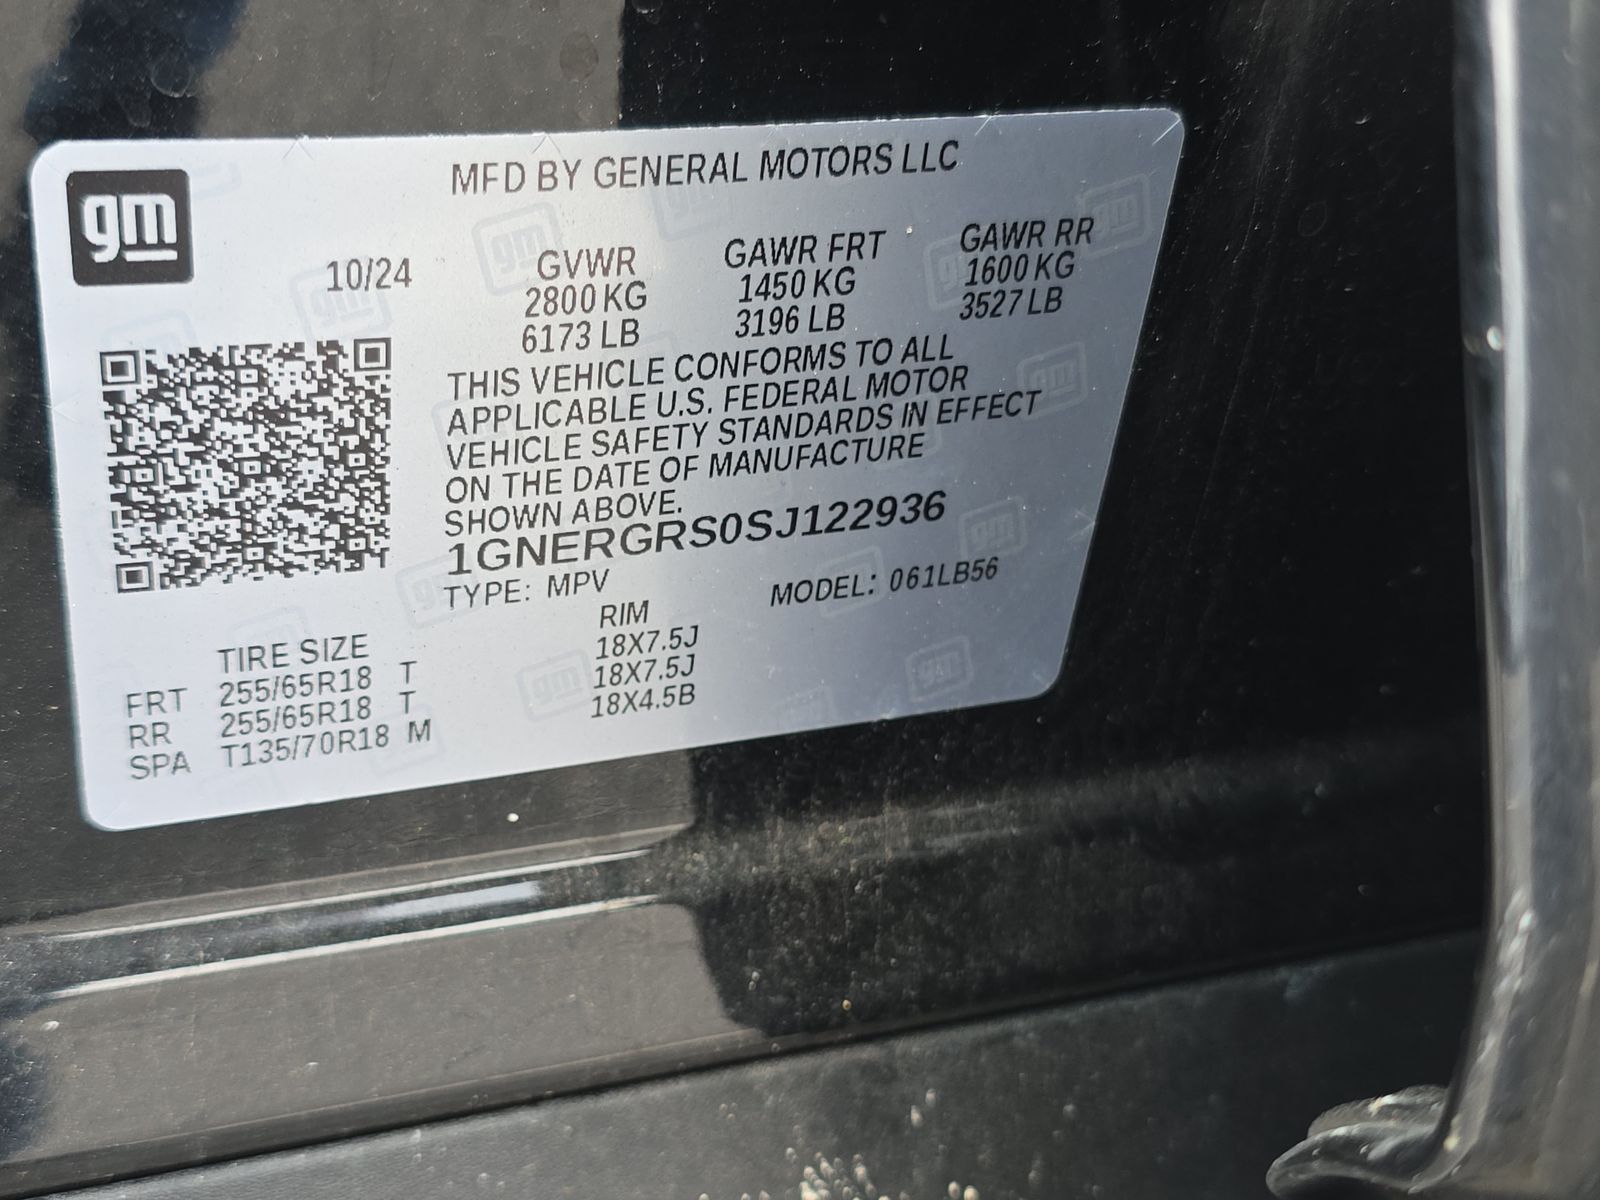 gm
MFD BY GENERAL MOTORS LLC
10/24 GVWR GAWR FRT GAWR RR
2800 KG 1450 KG 1600 KG
6173 LB 3196 LB 3527 LB
THIS VEHICLE CONFORMS TO ALL
APPLICABLE U.S. FEDERAL MOTOR
VEHICLE SAFETY STANDARDS IN EFFECT
ON THE DATE OF MANUFACTURE
SHOWN ABOVE.
1GNERGRS0SJ122936
TYPE: MPV MODEL: 061LB56
TIRE SIZE RIM
FRT 255/65R18 T 18X7.5J
RR 255/65R18 T 18X7.5J
SPA T135/70R18 M 18X4.5B